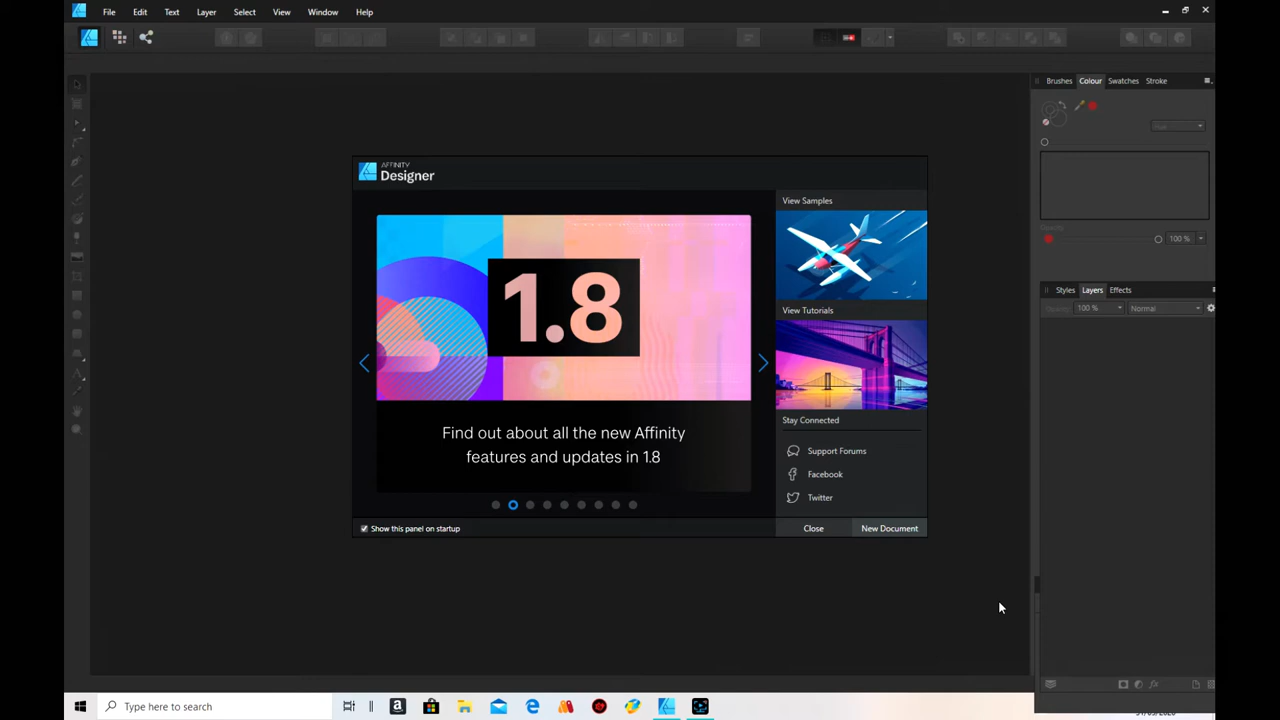 File Edit Text Layer Select View Window Help
Brushes Colour Swatches Stroke
AFFINITY
Designer
View Samples
100 %
1.8
Styles Layers Effects
Opacity: 100 % Normal
View Tutorials
Find out about all the new Affinity
features and updates in 1.8
Stay Connected
Support Forums
Facebook
Twitter
Show this panel on startup
Close New Document
Type here to search
a